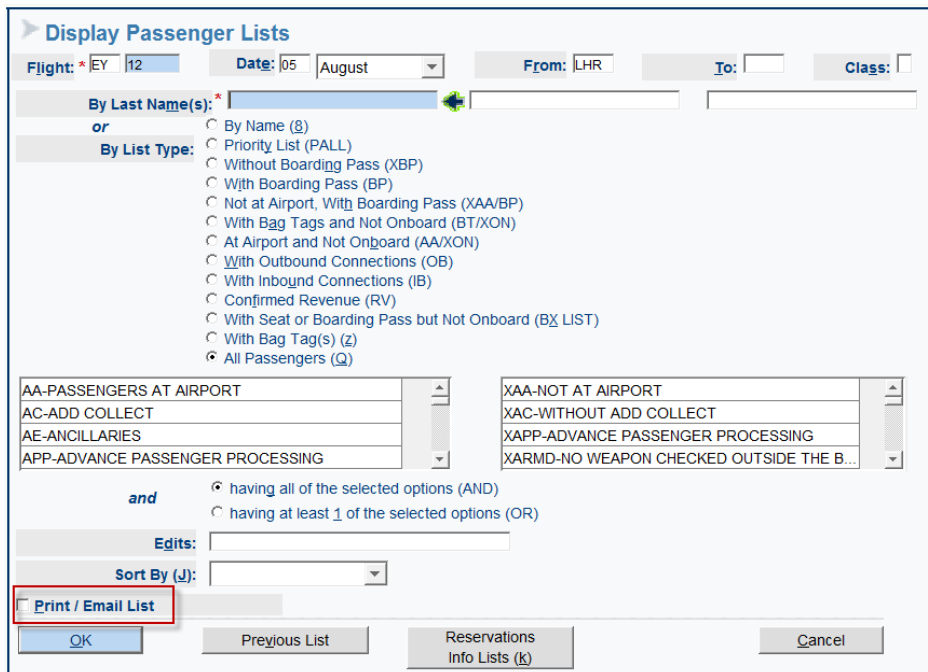 Display Passenger Lists
Flight: * EY 12 Date: 05 August From: LHR To: Class:
By Last Name(s): *
or
By List Type:
By Name (8)
Priority List (PALL)
Without Boarding Pass (XBP)
With Boarding Pass (BP)
Not at Airport, With Boarding Pass (XAA/BP)
With Bag Tags and Not Onboard (BT/XON)
At Airport and Not Onboard (AA/XON)
With Outbound Connections (OB)
With Inbound Connections (IB)
Confirmed Revenue (RV)
With Seat or Boarding Pass but Not Onboard (BX LIST)
With Bag Tag(s) (z)
All Passengers (Q)
AA-PASSENGERS AT AIRPORT
AC-ADD COLLECT
AE-ANCILLARIES
APP-ADVANCE PASSENGER PROCESSING
XAA-NOT AT AIRPORT
XAC-WITHOUT ADD COLLECT
XAPP-ADVANCE PASSENGER PROCESSING
XARMD-NO WEAPON CHECKED OUTSIDE THE B...
and
having all of the selected options (AND)
having at least 1 of the selected options (OR)
Edits:
Sort By (J):
Print / Email List
OK
Previous List
Reservations
Info Lists (k)
Cancel